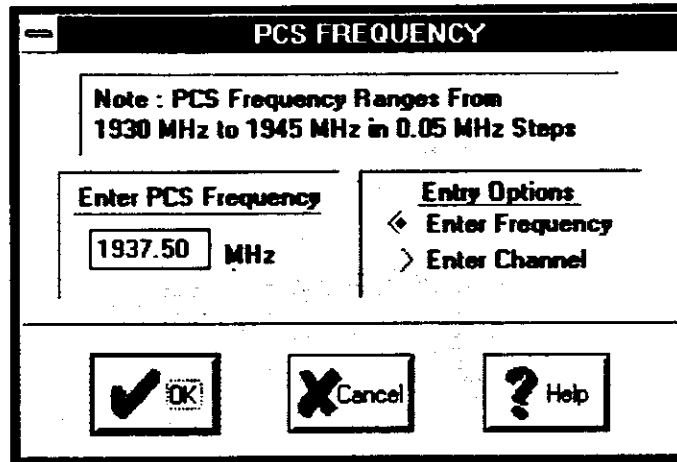 PCS FREQUENCY
Note : PCS Frequency Ranges From
1930 MHz to 1945 MHz in 0.05 MHz Steps
Enter PCS Frequency
1937.50 MHz
Entry Options
Enter Frequency
Enter Channel
OK
Cancel
Help